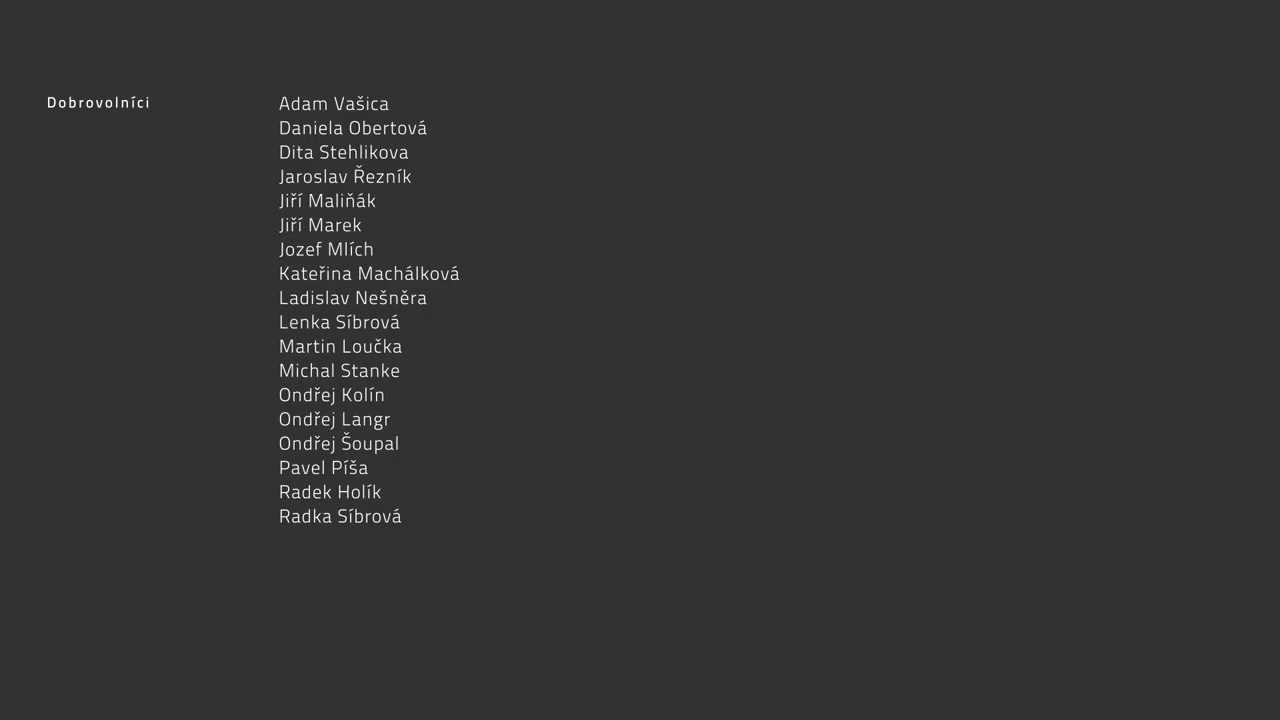 Dobrovolníci
Adam Vašica
Daniela Obertová
Dita Stehlikova
Jaroslav Řezník
Jiří Maliňák
Jiří Marek
Jozef Mlích
Kateřina Machálková
Ladislav Nešněra
Lenka Síbrová
Martin Loučka
Michal Stanke
Ondřej Kolín
Ondřej Langr
Ondřej Šoupal
Pavel Píša
Radek Holík
Radka Síbrová